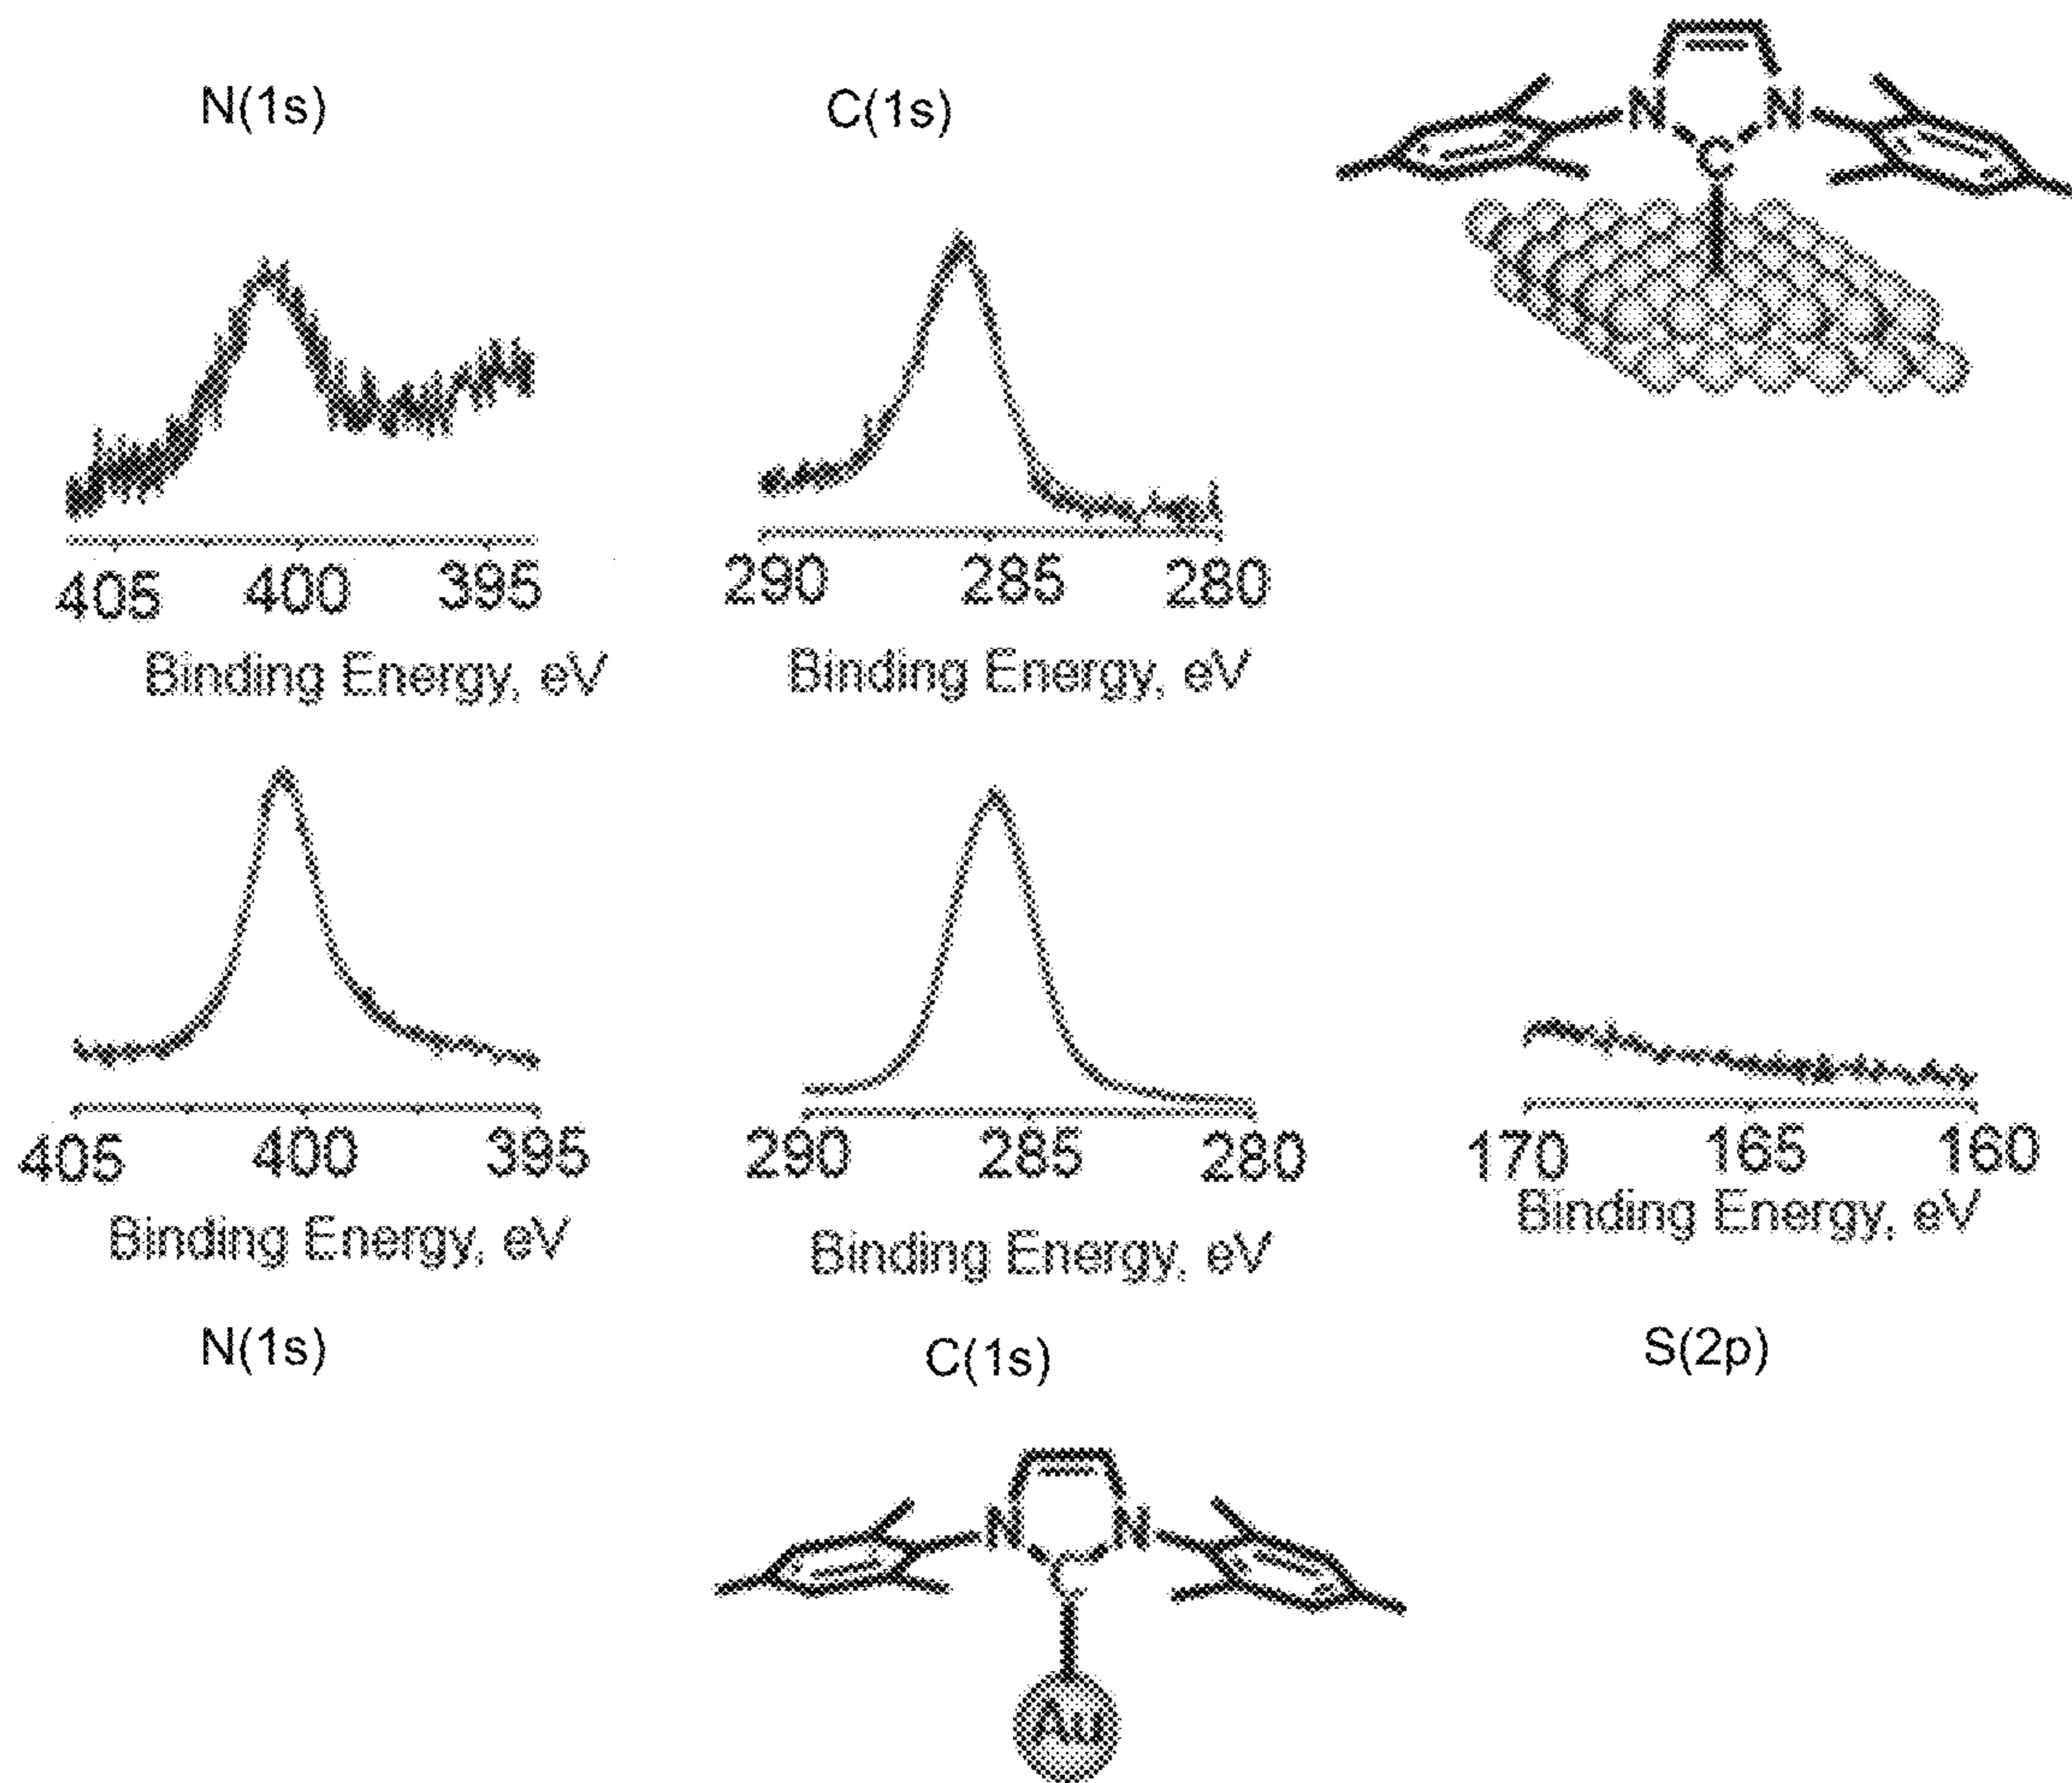 N(1s)
C(1s)
N N
C
405 400 395
290 285 280
Binding Energy, eV
Binding Energy, eV
405 400 395
290 285 280
170 165 160
Binding Energy, eV
Binding Energy, eV
Binding Energy, eV
N(1s)
C(1s)
S(2p)
N N
C
Au